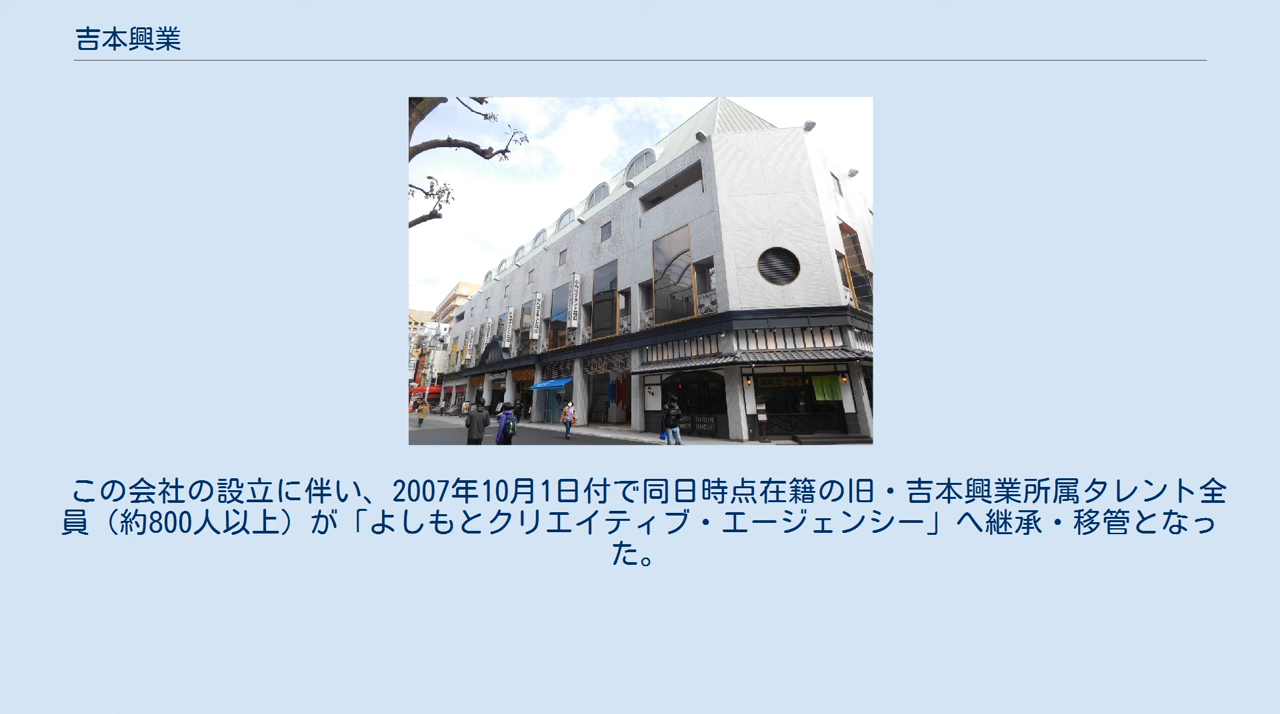 吉本興業
この会社の設立に伴い、2007年10月1日付で同日時点在籍の旧・吉本興業所属タレント全
員（約800人以上）が「よしもとクリエイティブ・エージェンシー」へ継承・移管となっ
た。